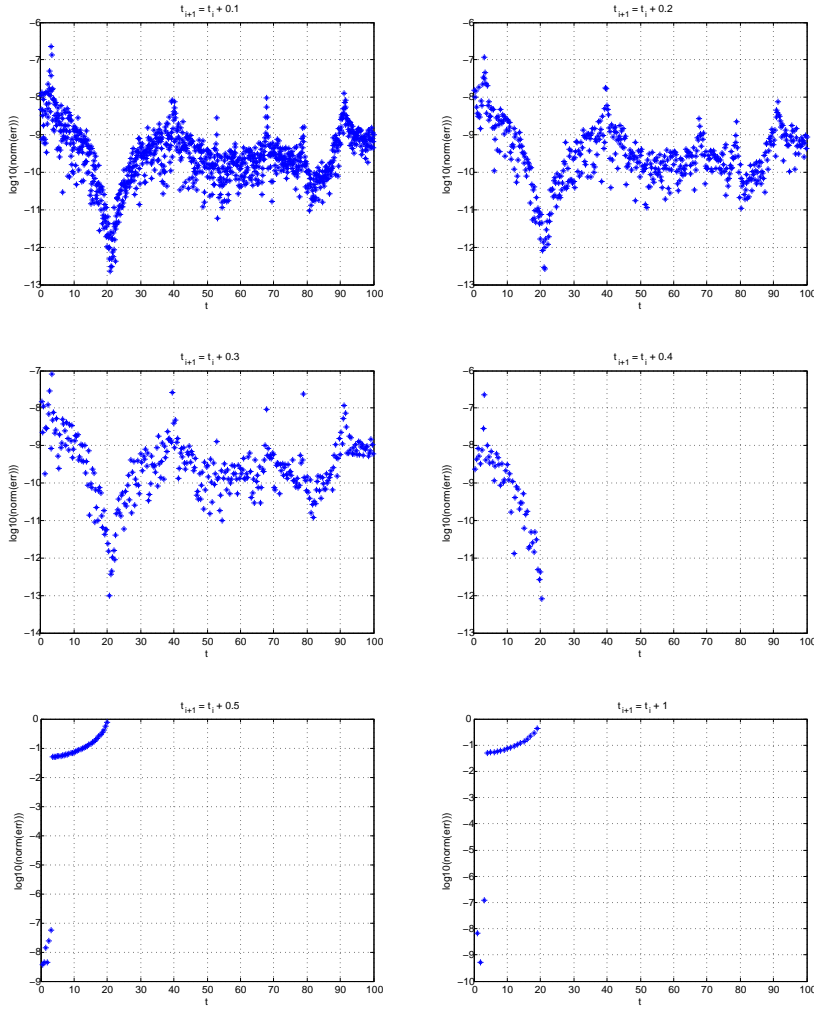 t_{i+1} = t_i + 0.1
−6
−7
−8
−9
−10
−11
−12
−13
0 10 20 30 40 50 60 70 80 90 100
t
log10(norm(err)))
t_{i+1} = t_i + 0.2
−6
−7
−8
−9
−10
−11
−12
−13
0 10 20 30 40 50 60 70 80 90 100
t
log10(norm(err)))
t_{i+1} = t_i + 0.3
−7
−8
−9
−10
−11
−12
−13
−14
0 10 20 30 40 50 60 70 80 90 100
t
log10(norm(err)))
t_{i+1} = t_i + 0.4
−6
−7
−8
−9
−10
−11
−12
−13
0 10 20 30 40 50 60 70 80 90 100
t
log10(norm(err)))
t_{i+1} = t_i + 0.5
0
−1
−2
−3
−4
−5
−6
−7
−8
−9
0 10 20 30 40 50 60 70 80 90 100
t
log10(norm(err)))
t_{i+1} = t_i + 1
0
−1
−2
−3
−4
−5
−6
−7
−8
−9
−10
0 10 20 30 40 50 60 70 80 90 100
t
log10(norm(err)))